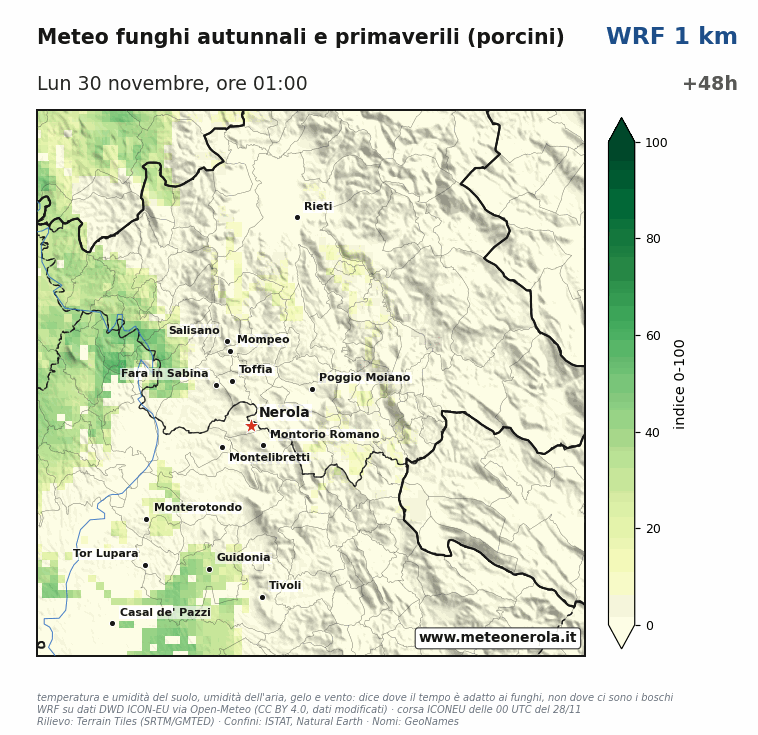 Meteo funghi autunnali e primaverili (porcini)
WRF 1 km
Lun 30 novembre, ore 01:00
+48h
Rieti
Salisano
Mompeo
Fara in Sabina
Toffia
Poggio Moiano
Nerola
Montorio Romano
Montelibretti
Monterotondo
Tor Lupara
Guidonia
Tivoli
Casal de' Pazzi
www.meteonerola.it
100
80
60
40
20
0
indice 0-100
temperatura e umidità del suolo, umidità dell'aria, gelo e vento: dice dove il tempo è adatto ai funghi, non dove ci sono i boschi
WRF su dati DWD ICON-EU via Open-Meteo (CC BY 4.0, dati modificati) · corsa ICONEU delle 00 UTC del 28/11
Rilievo: Terrain Tiles (SRTM/GMTED) · Confini: ISTAT, Natural Earth · Nomi: GeoNames